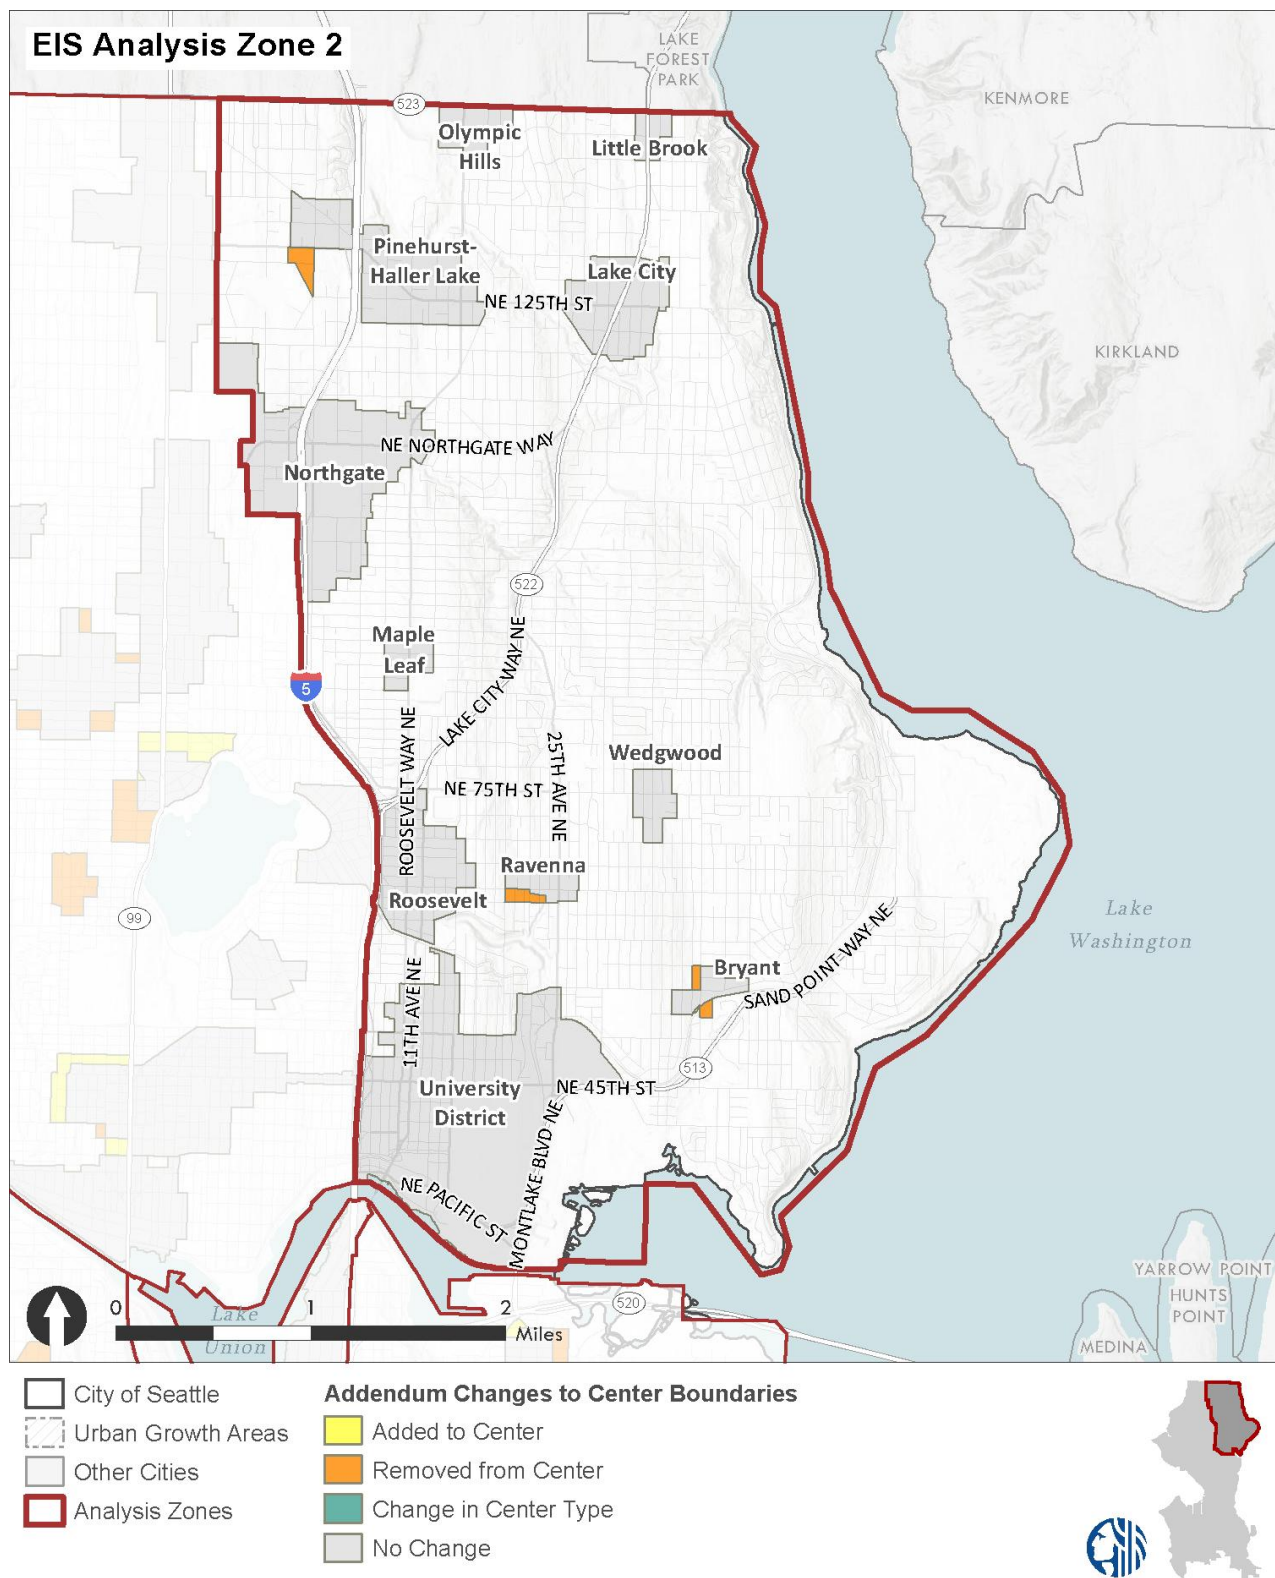 EIS Analysis Zone 2
LAKE
FOREST
PARK
KENMORE
523
Olympic
Hills
Little Brook
Pinehurst-
Haller Lake
Lake City
NE 125TH ST
KIRKLAND
NE NORTHGATE WAY
Northgate
522
Maple
Leaf
5
LAKE CITY WAY NE
ROOSEVELT WAY NE
25TH AVE NE
Wedgwood
NE 75TH ST
Ravenna
Roosevelt
99
Lake
Washington
Bryant
SAND POINT WAY NE
11TH AVE NE
513
University
District
NE 45TH ST
MONTLAKE BLVD NE
NE PACIFIC ST
YARROW POINT
HUNTS
POINT
MEDINA
520
Lake
Union
0 1 2
Miles
City of Seattle
Urban Growth Areas
Other Cities
Analysis Zones
Addendum Changes to Center Boundaries
Added to Center
Removed from Center
Change in Center Type
No Change